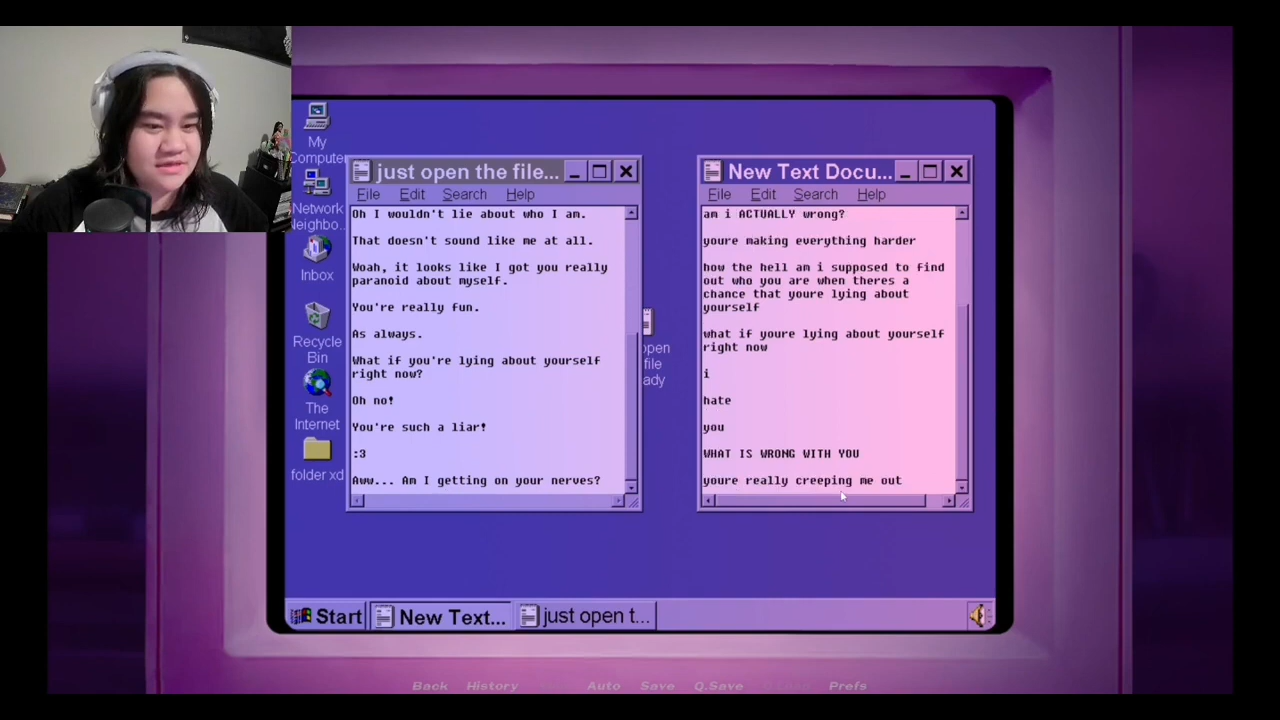 My
Computer
Network
Neighbo...
Inbox
Recycle
Bin
The
Internet
folder xd
just open the file...
File Edit Search Help
Oh I wouldn't lie about who I am.
That doesn't sound like me at all.
Woah, it looks like I got you really
paranoid about myself.
You're really fun.
As always.
What if you're lying about yourself
right now?
Oh no!
You're such a liar!
:3
Aww... Am I getting on your nerves?
open
file
ady
New Text Docu...
File Edit Search Help
am i ACTUALLY wrong?
youre making everything harder
how the hell am i supposed to find
out who you are when theres a
chance that youre lying about
yourself
what if youre lying about yourself
right now
i
hate
you
WHAT IS WRONG WITH YOU
youre really creeping me out
Start New Text... just open t...
Back History Auto Save Q.Save Prefs